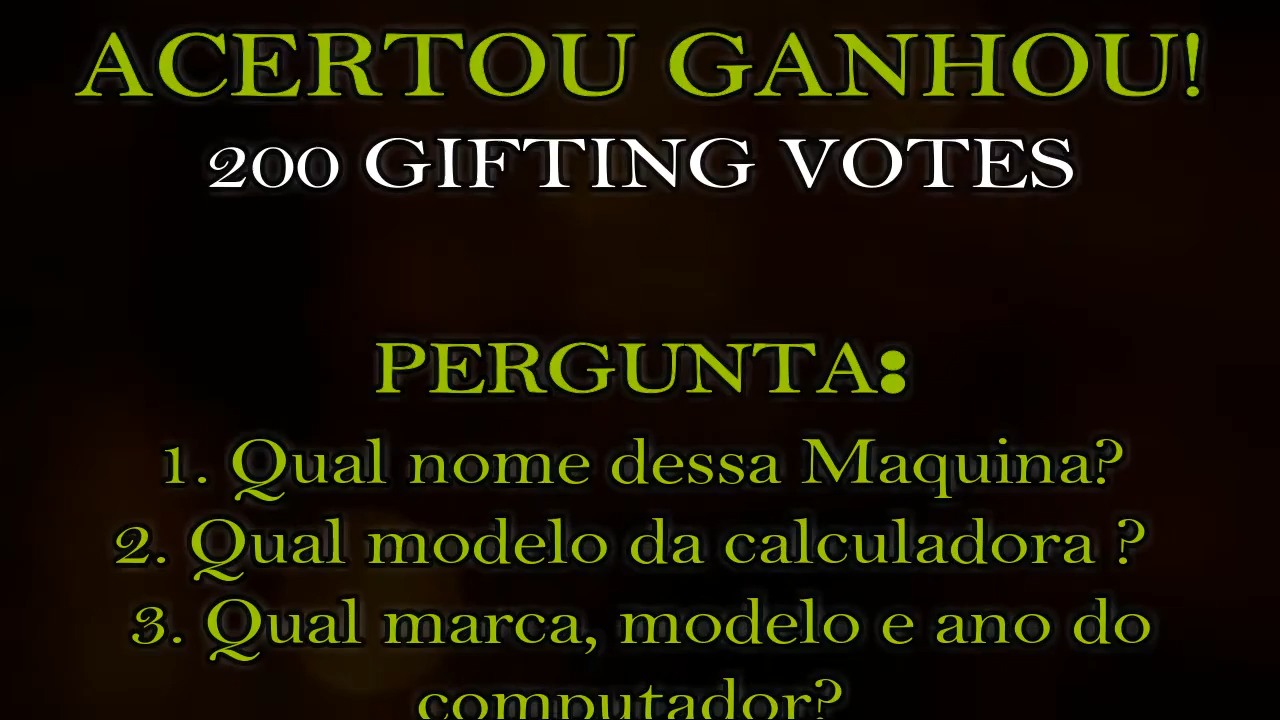 ACERTOU GANHOU!
200 GIFTING VOTES
PERGUNTA:
1. Qual nome dessa Maquina?
2. Qual modelo da calculadora ?
3. Qual marca, modelo e ano do
computador?